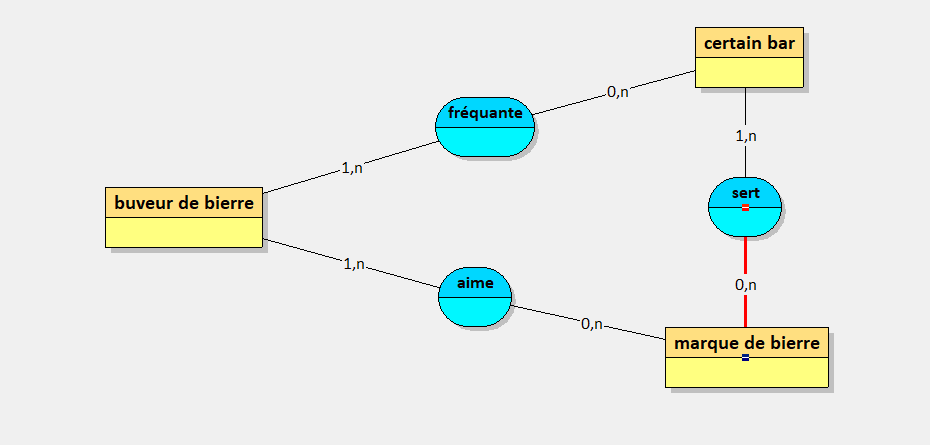 certain bar
0,n
fréquante
1,n
1,n
sert
buveur de bierre
1,n
aime
0,n
0,n
marque de bierre